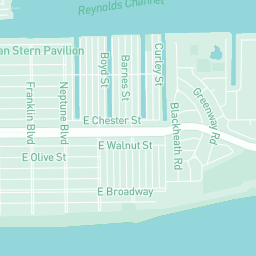 Reynolds Channel
an Stern Pavilion
Franklin Blvd
Neptune Blvd
Boyd St
Barnes St
Curley St
Greenway Rd
Blackheath Rd
E Chester St
E Walnut St
E Olive St
E Broadway